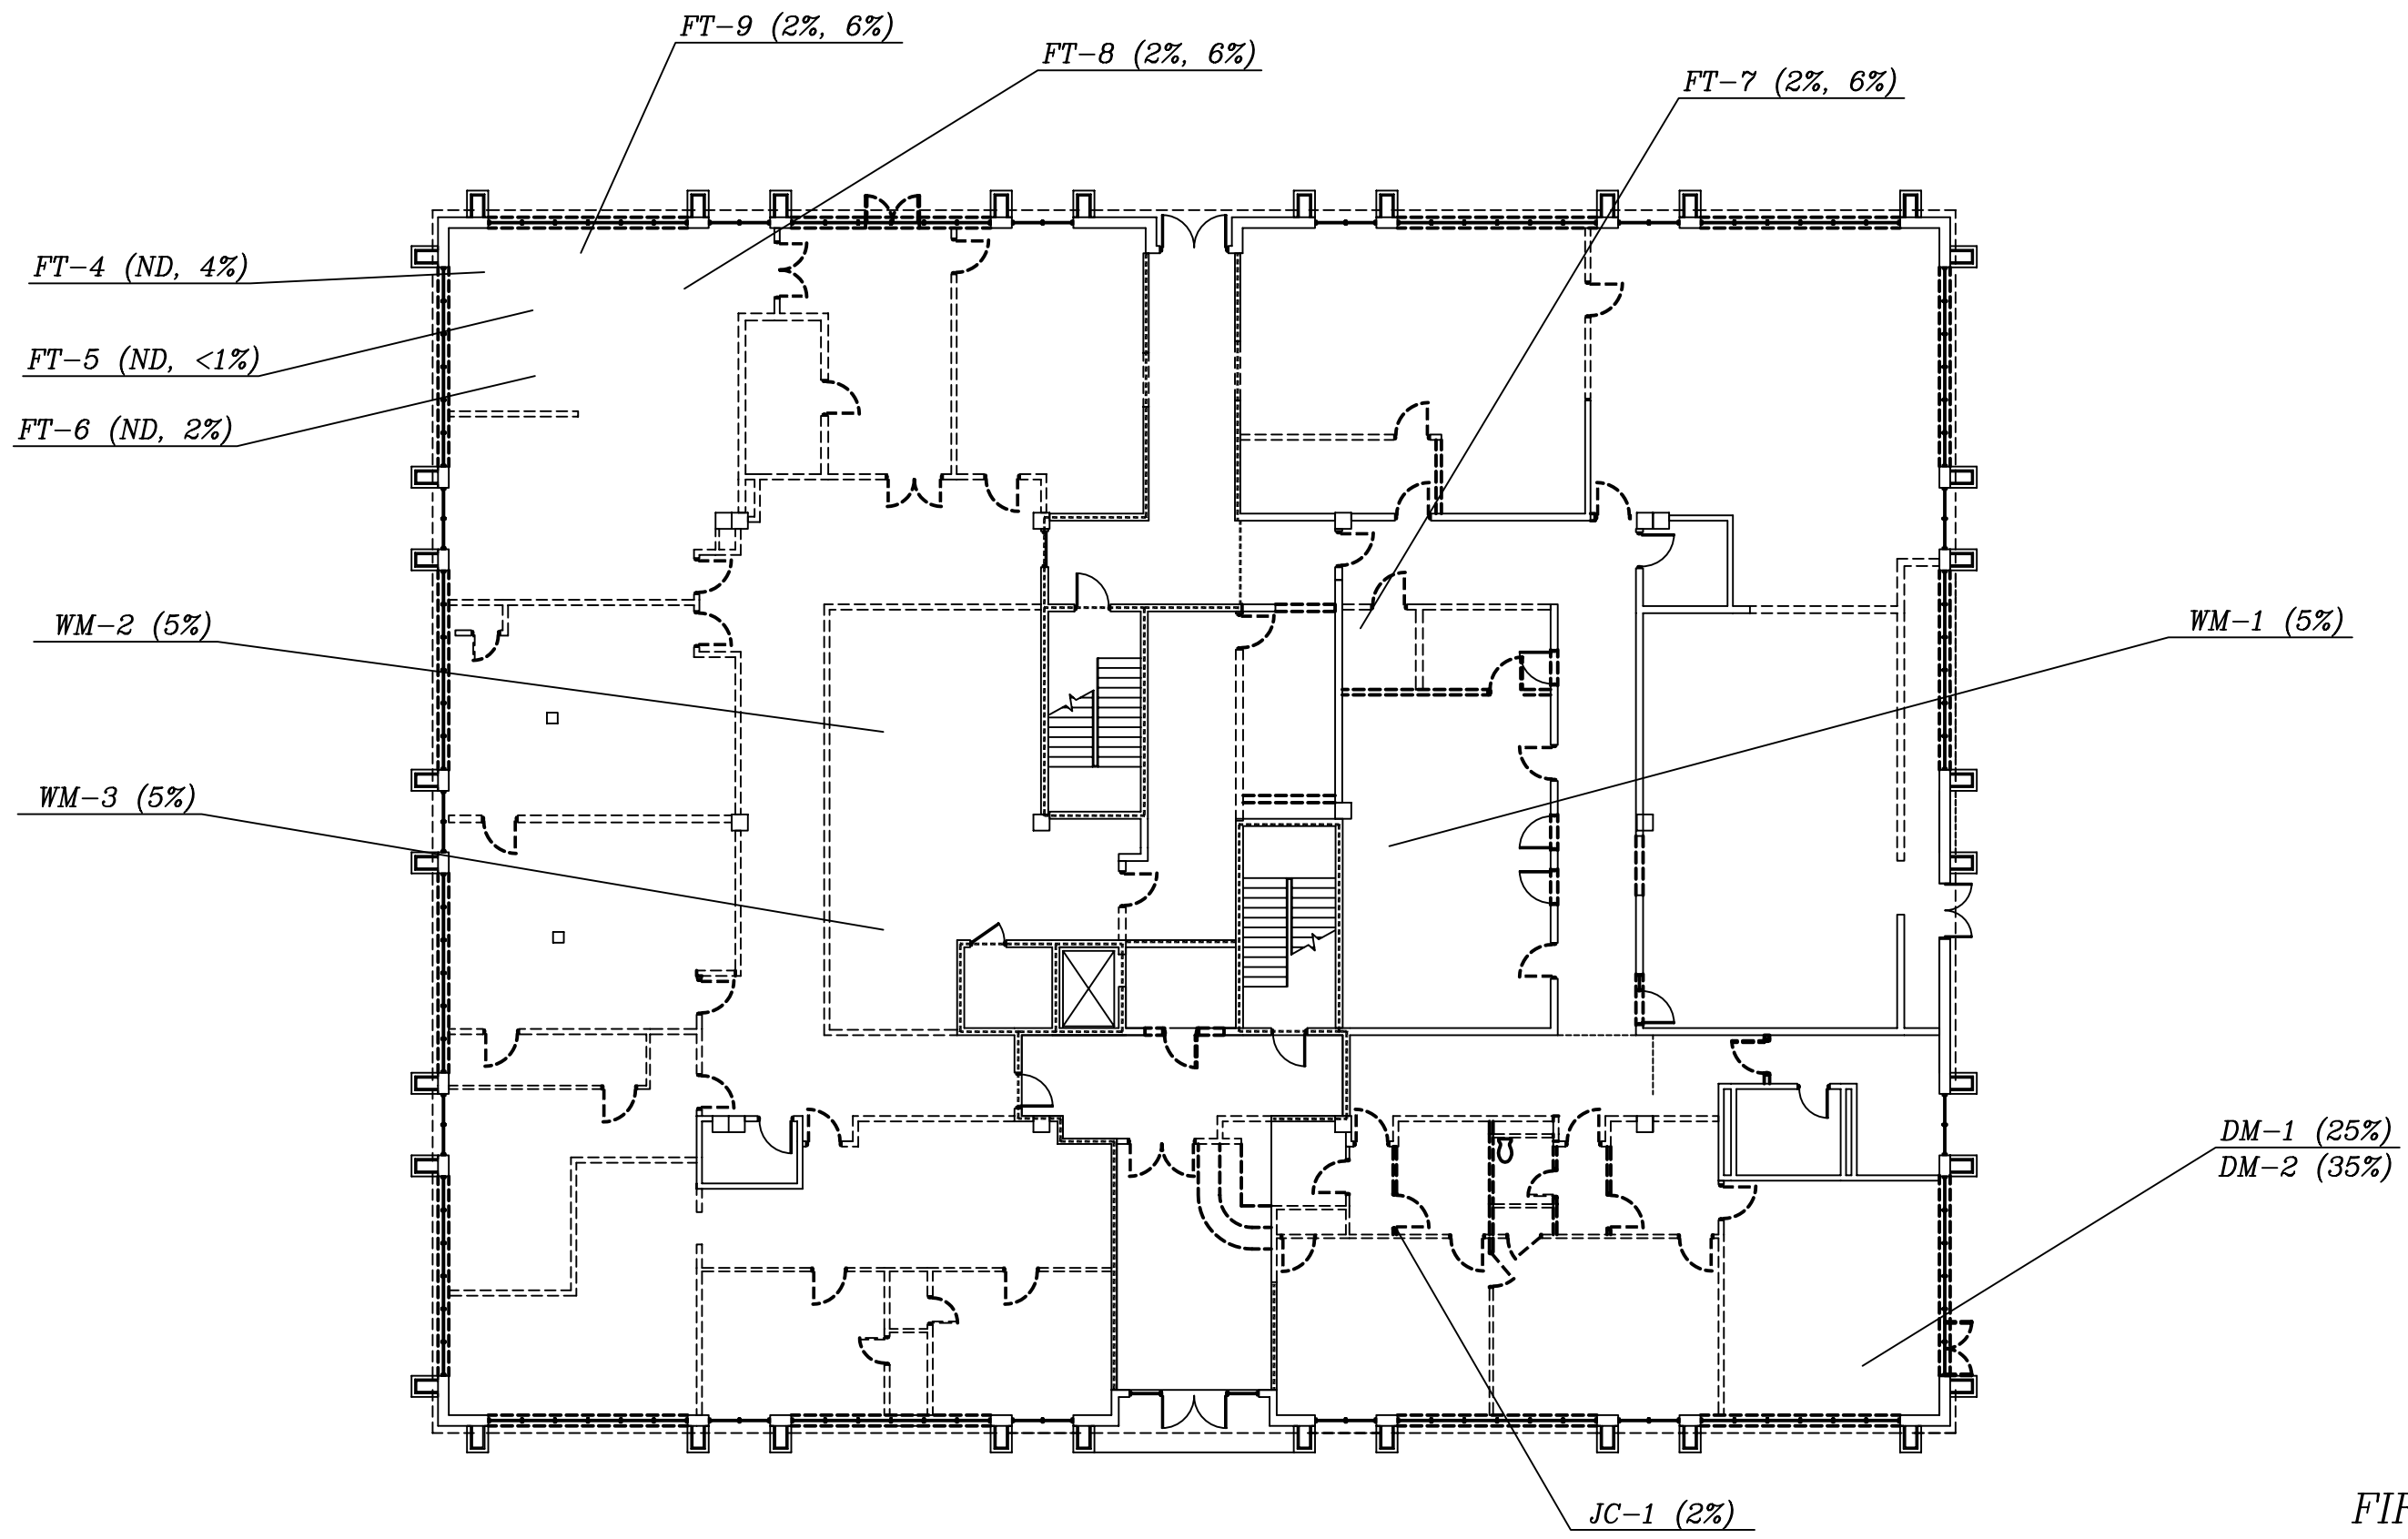 FT-9 (2%, 6%)
FT-8 (2%, 6%)
FT-7 (2%, 6%)
FT-4 (ND, 4%)
FT-5 (ND, <1%)
FT-6 (ND, 2%)
WM-2 (5%)
WM-1 (5%)
WM-3 (5%)
DM-1 (25%)
DM-2 (35%)
JC-1 (2%)